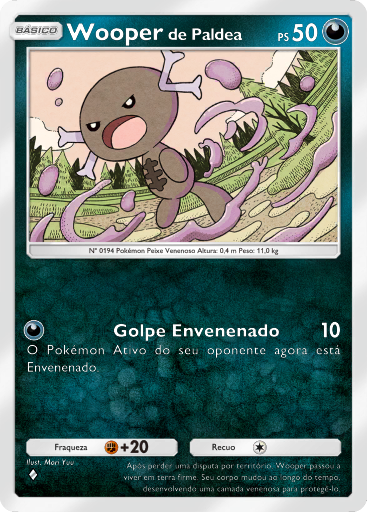 BÁSICO
Wooper de Paldea
PS 50
N° 0194 Pokémon Peixe Venenoso Altura: 0,4 m Peso: 11,0 kg
Golpe Envenenado 10
O Pokémon Ativo do seu oponente agora está
Envenenado.
Fraqueza +20
Recuo
Ilust. Mori Yuu
Após perder uma disputa por território, Wooper passou a
viver em terra firme. Seu corpo mudou ao longo do tempo,
desenvolvendo uma camada venenosa para protegê-lo.